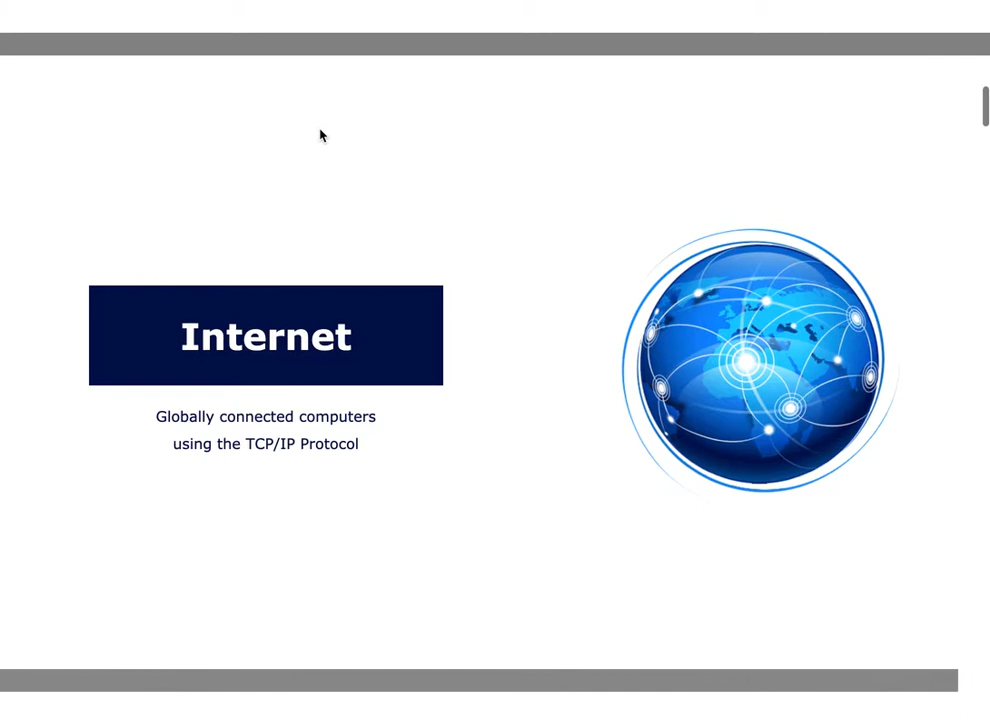 Internet
Globally connected computers
using the TCP/IP Protocol